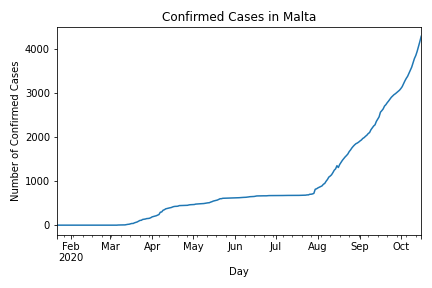 Confirmed Cases in Malta
Number of Confirmed Cases
4000
3000
2000
1000
0
Feb Mar Apr May Jun Jul Aug Sep Oct
2020
Day